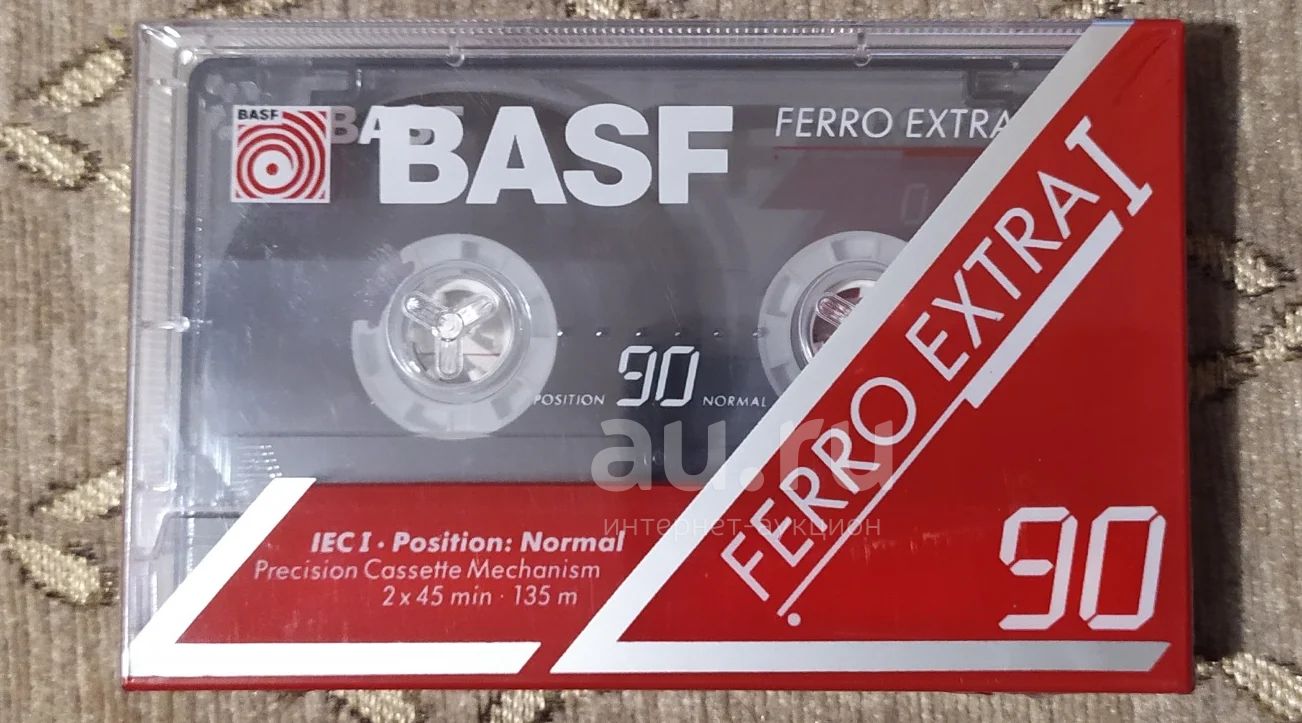 BASF
BASF
FERRO EXTRA
FERRO EXTRA I
POSITION 90 NORMAL
au.ru
интернет-аукцион
IEC I · Position: Normal
Precision Cassette Mechanism
2 x 45 min · 135 m
90